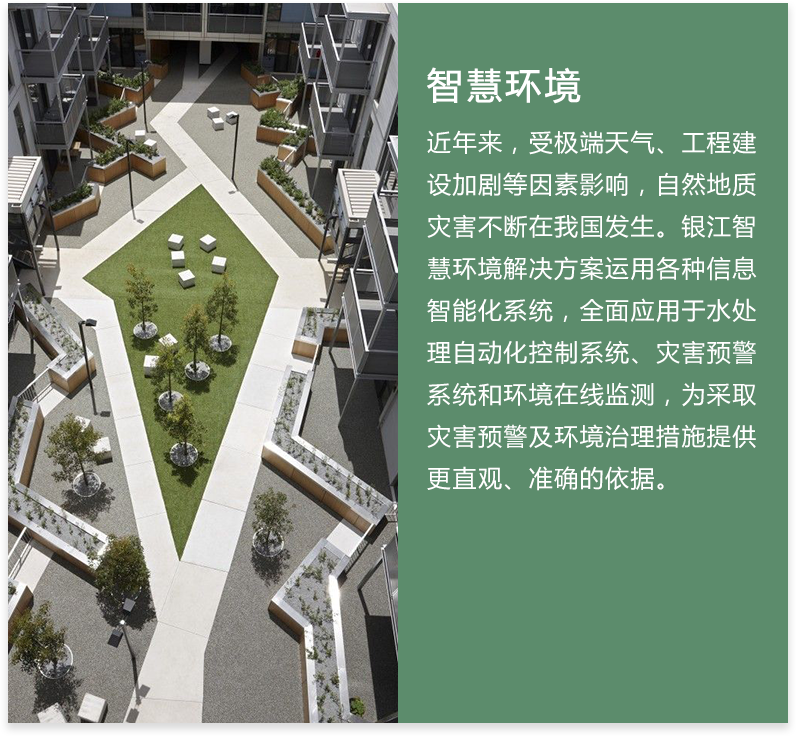 智慧环境
近年来，受极端天气、工程建
设加剧等因素影响，自然地质
灾害不断在我国发生。银江智
慧环境解决方案运用各种信息
智能化系统，全面应用于水处
理自动化控制系统、灾害预警
系统和环境在线监测，为采取
灾害预警及环境治理措施提供
更直观、准确的依据。